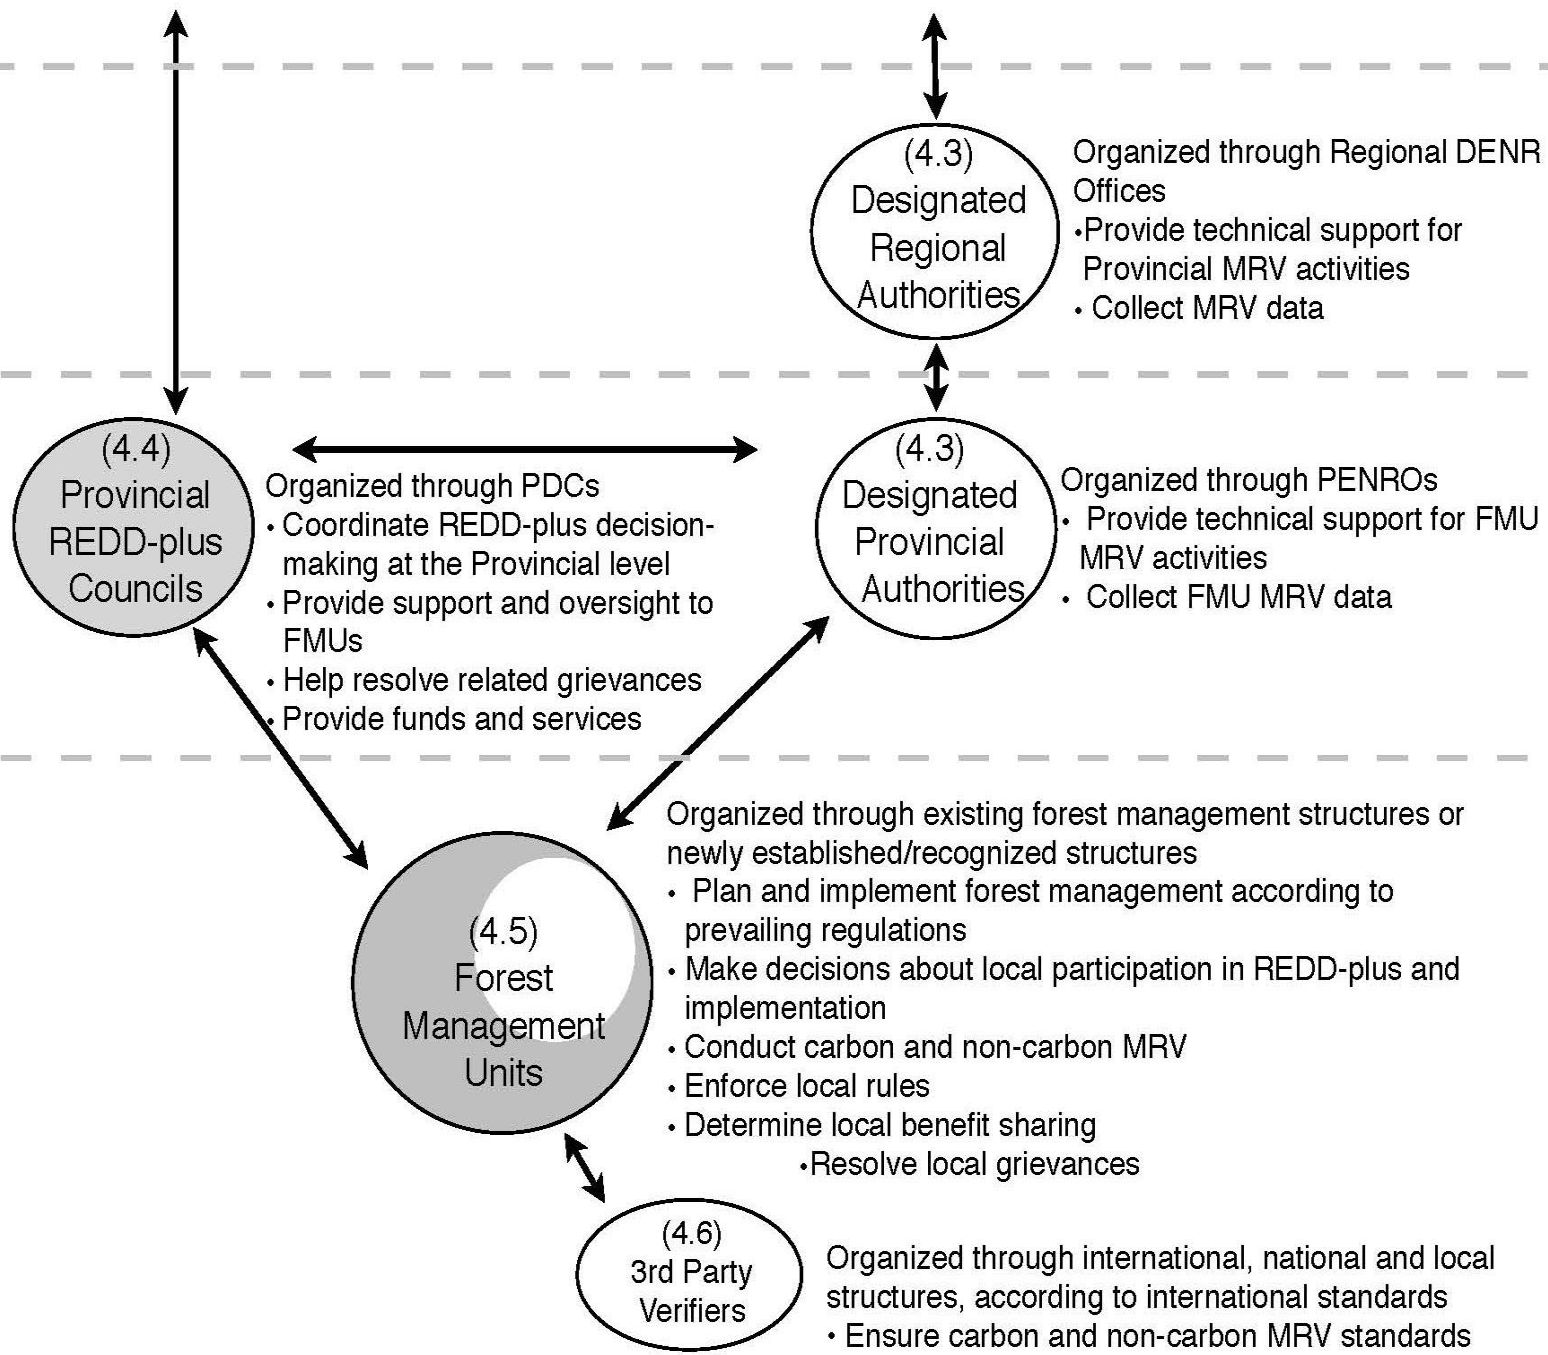 (4.3)
Designated
Regional
Authorities
Organized through Regional DENR
Offices
•Provide technical support for
Provincial MRV activities
• Collect MRV data
(4.4)
Provincial
REDD-plus
Councils
Organized through PDCs
• Coordinate REDD-plus decision-
making at the Provincial level
• Provide support and oversight to
FMUs
• Help resolve related grievances
• Provide funds and services
(4.3)
Designated
Provincial
Authorities
Organized through PENROs
• Provide technical support for FMU
MRV activities
• Collect FMU MRV data
(4.5)
Forest
Management
Units
Organized through existing forest management structures or
newly established/recognized structures
• Plan and implement forest management according to
prevailing regulations
• Make decisions about local participation in REDD-plus and
implementation
• Conduct carbon and non-carbon MRV
• Enforce local rules
• Determine local benefit sharing
•Resolve local grievances
(4.6)
3rd Party
Verifiers
Organized through international, national and local
structures, according to international standards
• Ensure carbon and non-carbon MRV standards